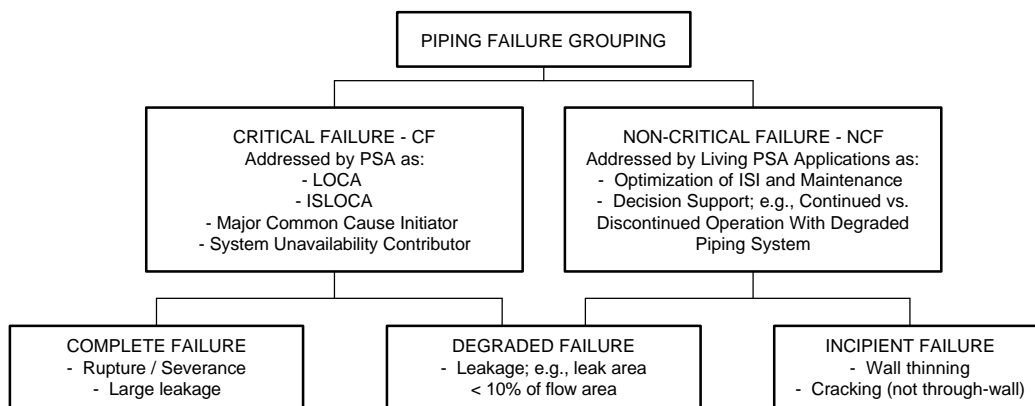 PIPING FAILURE GROUPING
CRITICAL FAILURE - CF
Addressed by PSA as:
- LOCA
- ISLOCA
- Major Common Cause Initiator
- System Unavailability Contributor
NON-CRITICAL FAILURE - NCF
Addressed by Living PSA Applications as:
- Optimization of ISI and Maintenance
- Decision Support; e.g., Continued vs.
Discontinued Operation With Degraded
Piping System
COMPLETE FAILURE
- Rupture / Severance
- Large leakage
DEGRADED FAILURE
- Leakage; e.g., leak area
< 10% of flow area
INCIPIENT FAILURE
- Wall thinning
- Cracking (not through-wall)